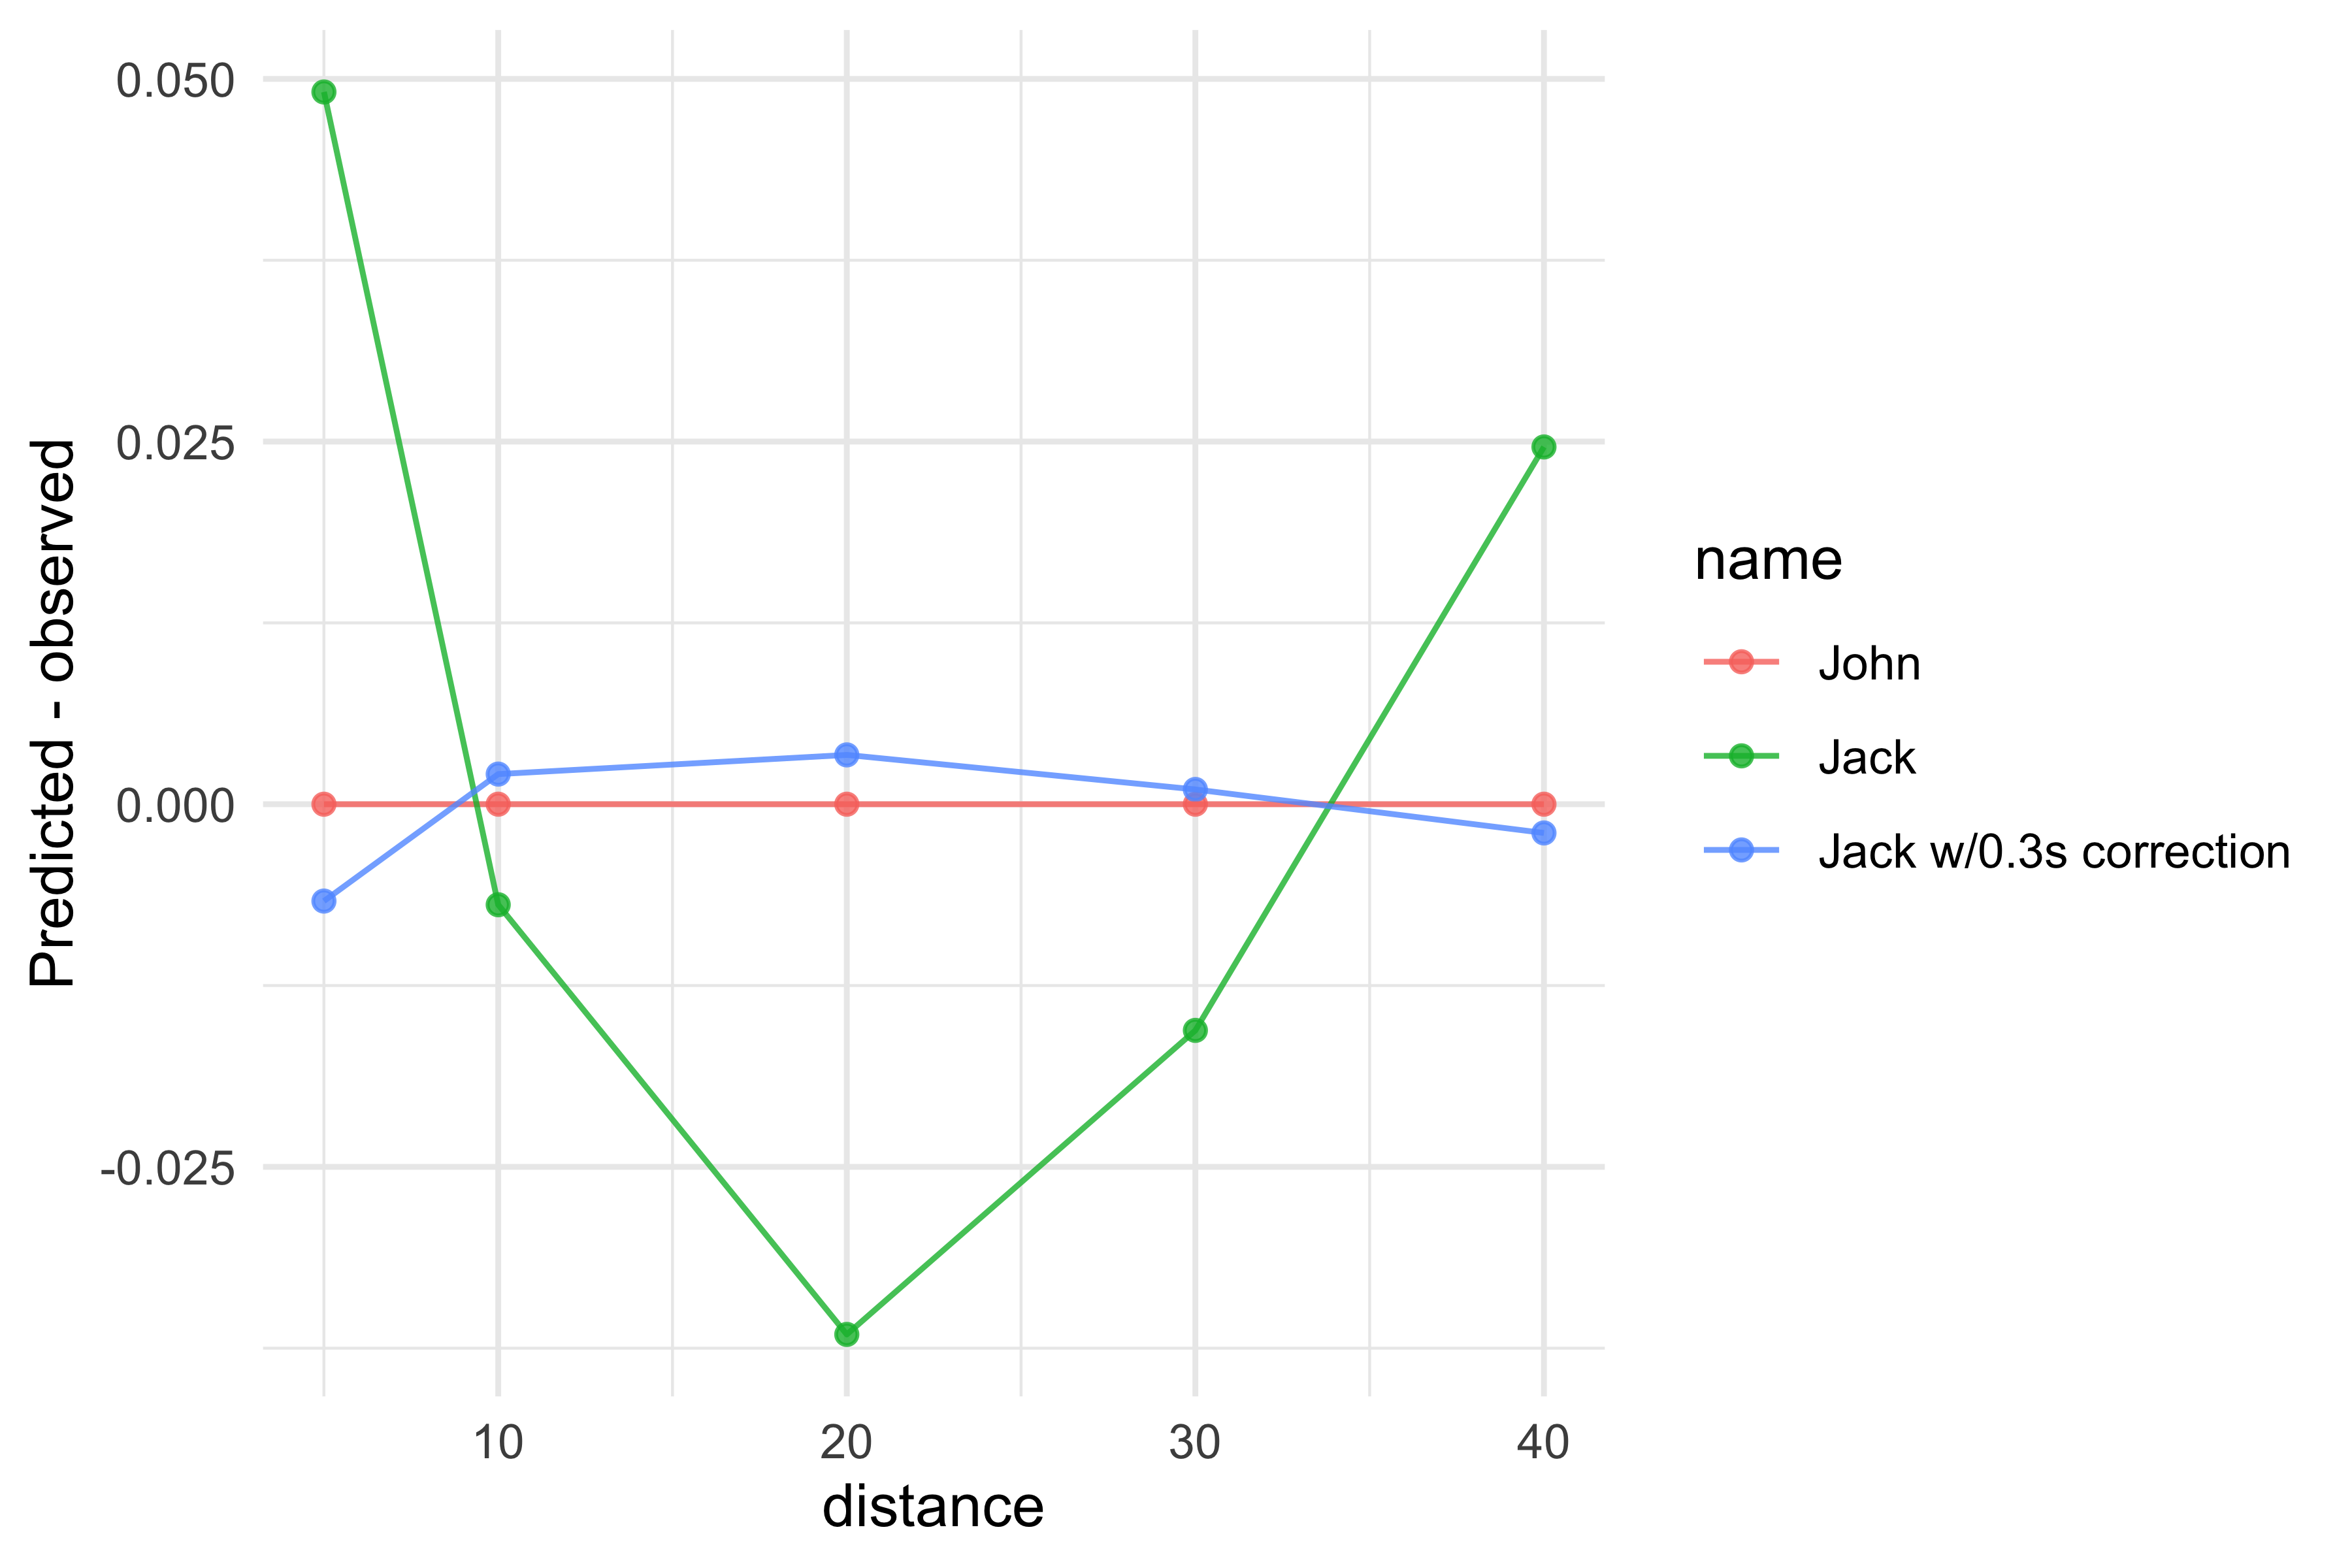 Predicted - observed
0.050
0.025
0.000
-0.025
10 20 30 40
distance
name
John
Jack
Jack w/0.3s correction